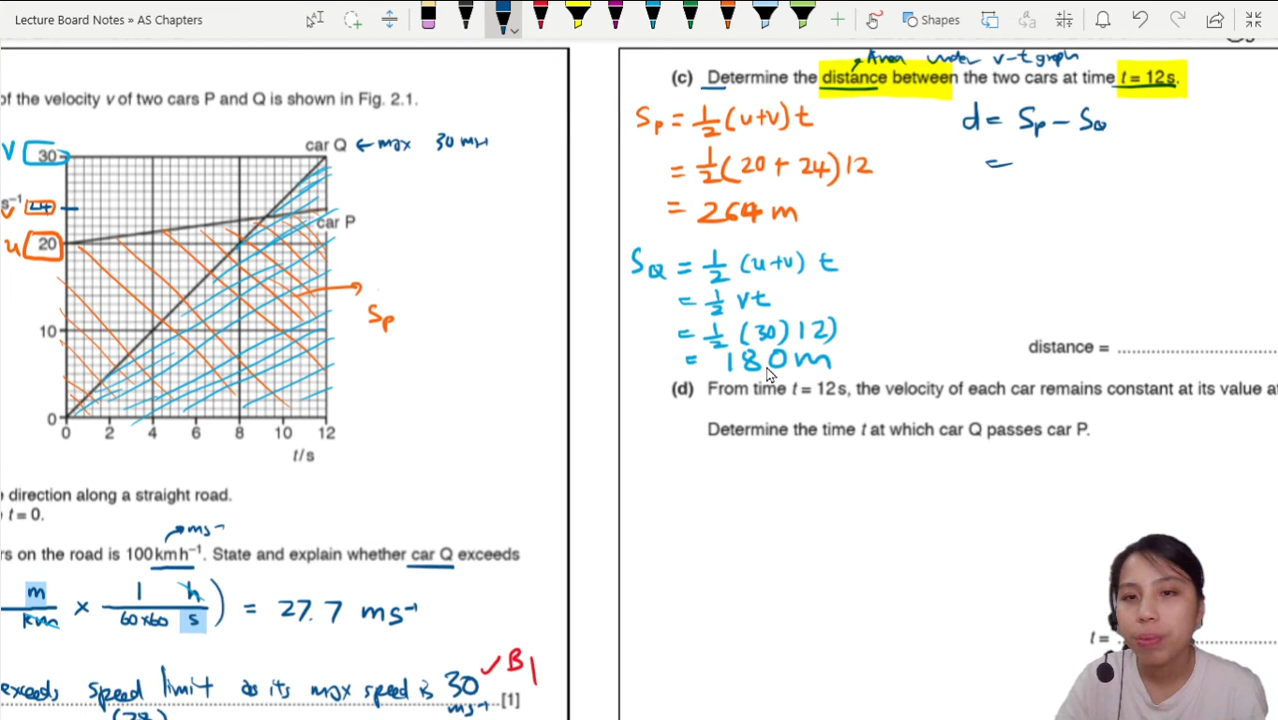 Lecture Board Notes » AS Chapters
Shapes
of the velocity v of two cars P and Q is shown in Fig. 2.1.
car Q ← max 30 ms⁻¹
V 30
s⁻¹
v 24
car P
u 20
10
0
0 2 4 6 8 10 12
t/s
Sp
direction along a straight road.
t = 0.
ms⁻¹
rs on the road is 100 km h⁻¹. State and explain whether car Q exceeds
m/km × (1 h/60×60 s) = 27.7 ms⁻¹
exceeds speed limit as its max speed is 30 ms⁻¹ ✓B1
[1]
Area under v-t graph
(c) Determine the distance between the two cars at time t = 12 s.
Sp = ½(u+v)t
= ½(20 + 24)12
= 264 m
d = Sp − SQ
=
SQ = ½ (u+v) t
= ½ vt
= ½ (30)12)
= 180m
distance =
(d) From time t = 12 s, the velocity of each car remains constant at its value a
Determine the time t at which car Q passes car P.
t =